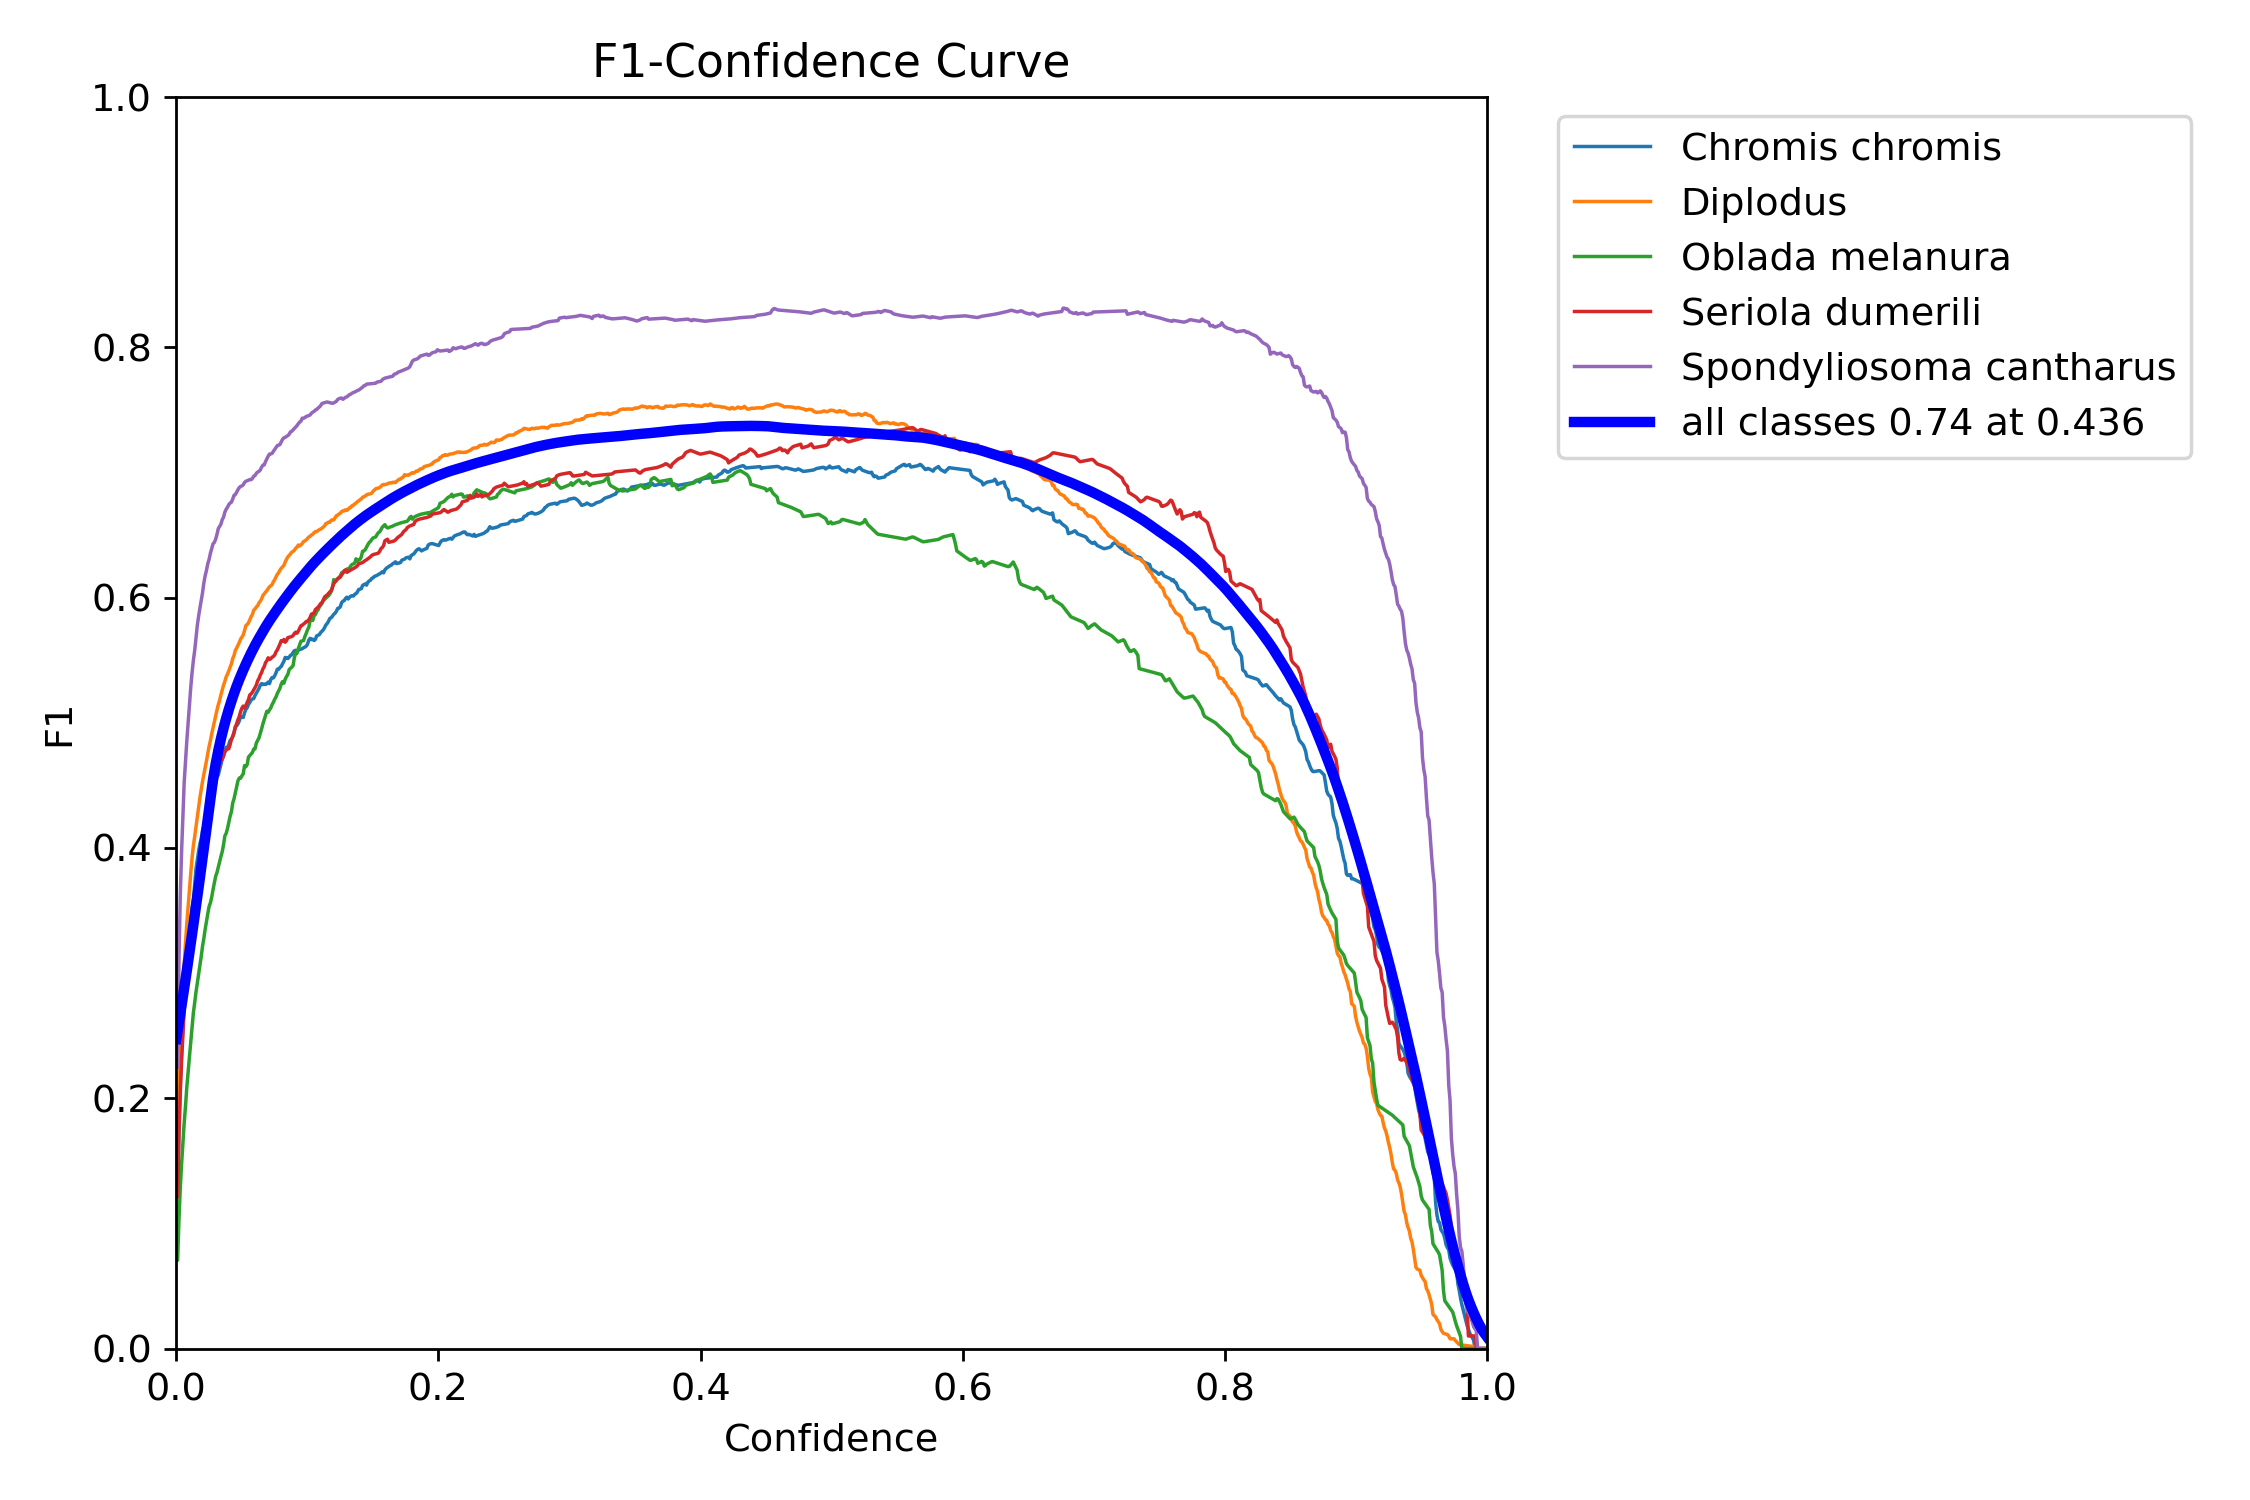 F1-Confidence Curve
1.0
0.8
0.6
0.4
0.2
0.0
F1
0.0 0.2 0.4 0.6 0.8 1.0
Confidence
Chromis chromis
Diplodus
Oblada melanura
Seriola dumerili
Spondyliosoma cantharus
all classes 0.74 at 0.436